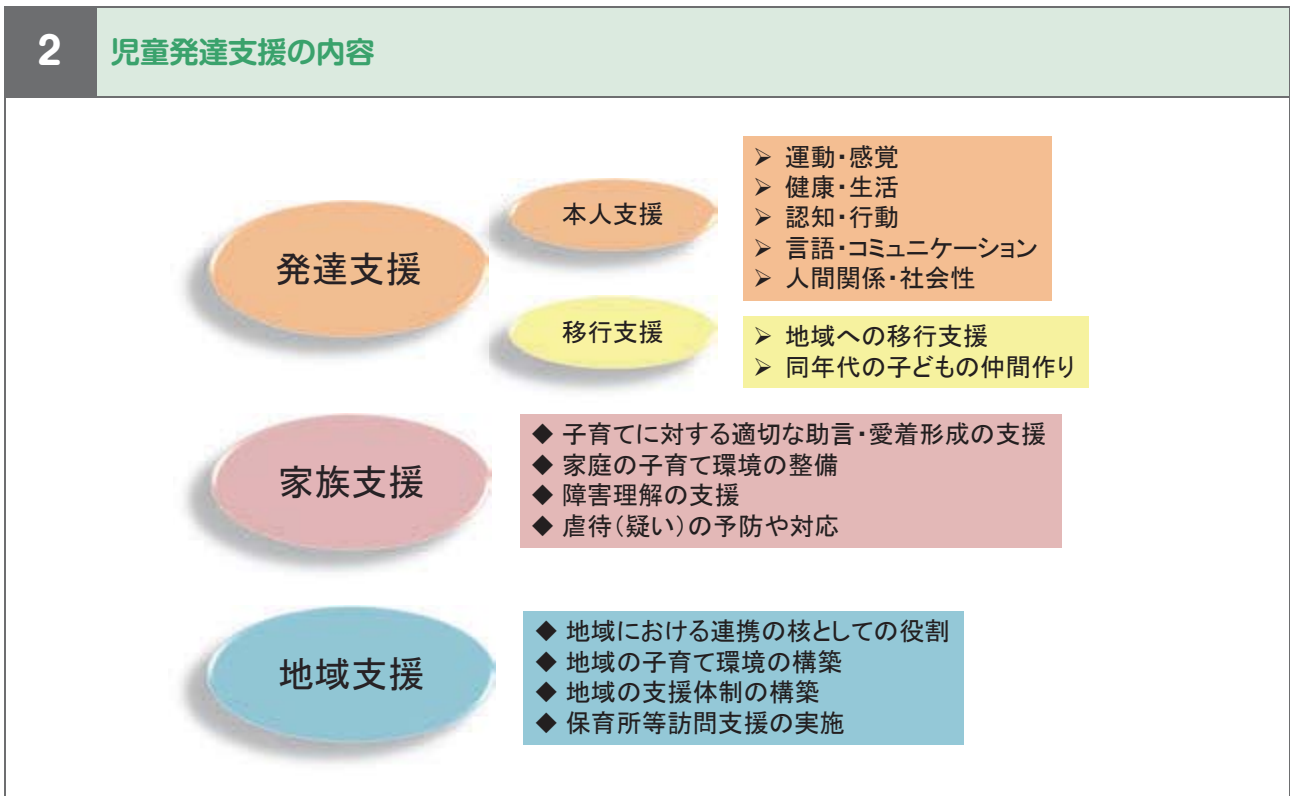 2 児童発達支援の内容
発達支援
本人支援
➢ 運動・感覚
➢ 健康・生活
➢ 認知・行動
➢ 言語・コミュニケーション
➢ 人間関係・社会性
移行支援
➢ 地域への移行支援
➢ 同年代の子どもの仲間作り
家族支援
◆ 子育てに対する適切な助言・愛着形成の支援
◆ 家庭の子育て環境の整備
◆ 障害理解の支援
◆ 虐待(疑い)の予防や対応
地域支援
◆ 地域における連携の核としての役割
◆ 地域の子育て環境の構築
◆ 地域の支援体制の構築
◆ 保育所等訪問支援の実施